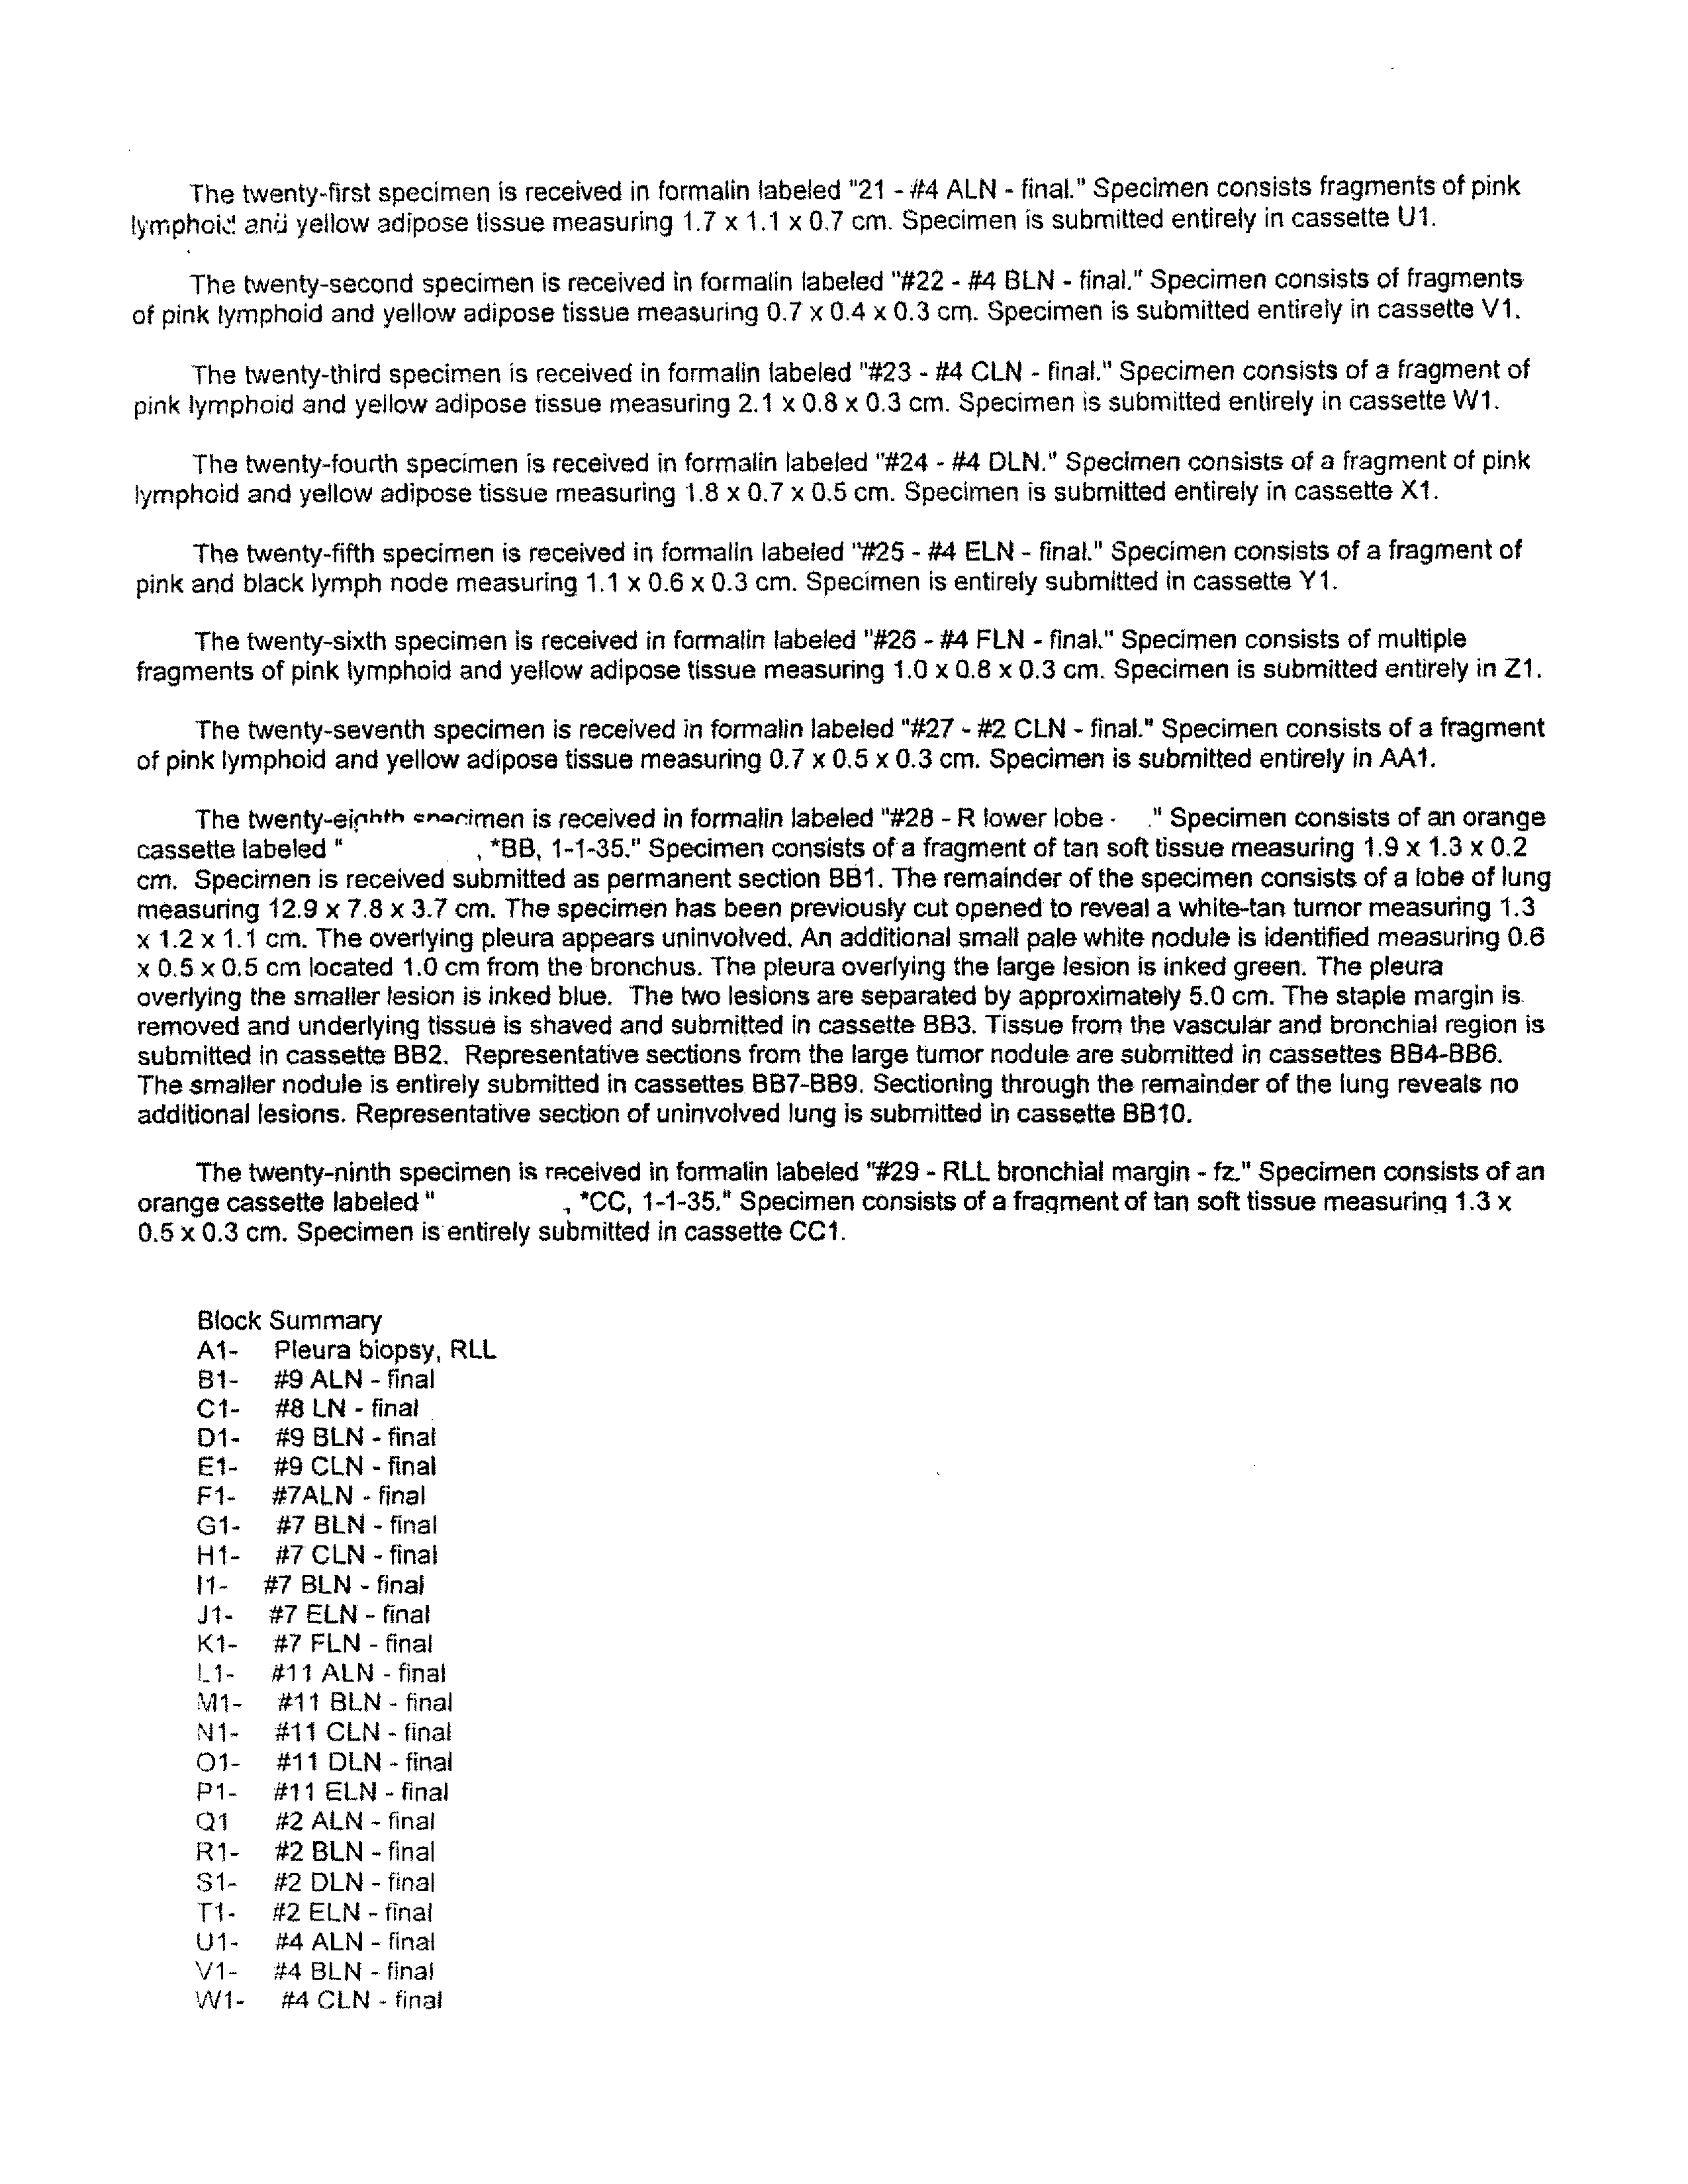 The twenty-first specimen is received in formalin labeled "21 - #4 ALN - final." Specimen consists fragments of pink
lymphoid and yellow adipose tissue measuring 1.7 x 1.1 x 0.7 cm. Specimen is submitted entirely in cassette U1.
The twenty-second specimen is received in formalin labeled "#22 - #4 BLN - final." Specimen consists of fragments
of pink lymphoid and yellow adipose tissue measuring 0.7 x 0.4 x 0.3 cm. Specimen is submitted entirely in cassette V1.
The twenty-third specimen is received in formalin labeled "#23 - #4 CLN - final." Specimen consists of a fragment of
pink lymphoid and yellow adipose tissue measuring 2.1 x 0.8 x 0.3 cm. Specimen is submitted entirely in cassette W1.
The twenty-fourth specimen is received in formalin labeled "#24 - #4 DLN." Specimen consists of a fragment of pink
lymphoid and yellow adipose tissue measuring 1.8 x 0.7 x 0.5 cm. Specimen is submitted entirely in cassette X1.
The twenty-fifth specimen is received in formalin labeled "#25 - #4 ELN - final." Specimen consists of a fragment of
pink and black lymph node measuring 1.1 x 0.6 x 0.3 cm. Specimen is entirely submitted in cassette Y1.
The twenty-sixth specimen is received in formalin labeled "#26 - #4 FLN - final." Specimen consists of multiple
fragments of pink lymphoid and yellow adipose tissue measuring 1.0 x 0.8 x 0.3 cm. Specimen is submitted entirely in Z1.
The twenty-seventh specimen is received in formalin labeled "#27 - #2 CLN - final." Specimen consists of a fragment
of pink lymphoid and yellow adipose tissue measuring 0.7 x 0.5 x 0.3 cm. Specimen is submitted entirely in AA1.
The twenty-eighth specimen is received in formalin labeled "#28 - R lower lobe - ." Specimen consists of an orange
cassette labeled " , *BB, 1-1-35." Specimen consists of a fragment of tan soft tissue measuring 1.9 x 1.3 x 0.2
cm. Specimen is received submitted as permanent section BB1. The remainder of the specimen consists of a lobe of lung
measuring 12.9 x 7.8 x 3.7 cm. The specimen has been previously cut opened to reveal a white-tan tumor measuring 1.3
x 1.2 x 1.1 cm. The overlying pleura appears uninvolved. An additional small pale white nodule is identified measuring 0.6
x 0.5 x 0.5 cm located 1.0 cm from the bronchus. The pleura overlying the large lesion is inked green. The pleura
overlying the smaller lesion is inked blue. The two lesions are separated by approximately 5.0 cm. The staple margin is
removed and underlying tissue is shaved and submitted in cassette BB3. Tissue from the vascular and bronchial region is
submitted in cassette BB2. Representative sections from the large tumor nodule are submitted in cassettes BB4-BB6.
The smaller nodule is entirely submitted in cassettes BB7-BB9. Sectioning through the remainder of the lung reveals no
additional lesions. Representative section of uninvolved lung is submitted in cassette BB10.
The twenty-ninth specimen is received in formalin labeled "#29 - RLL bronchial margin - fz." Specimen consists of an
orange cassette labeled " , *CC, 1-1-35." Specimen consists of a fragment of tan soft tissue measuring 1.3 x
0.5 x 0.3 cm. Specimen is entirely submitted in cassette CC1.
Block Summary
A1- Pleura biopsy, RLL
B1- #9 ALN - final
C1- #8 LN - final
D1- #9 BLN - final
E1- #9 CLN - final
F1- #7ALN - final
G1- #7 BLN - final
H1- #7 CLN - final
I1- #7 BLN - final
J1- #7 ELN - final
K1- #7 FLN - final
L1- #11 ALN - final
M1- #11 BLN - final
N1- #11 CLN - final
O1- #11 DLN - final
P1- #11 ELN - final
Q1 #2 ALN - final
R1- #2 BLN - final
S1- #2 DLN - final
T1- #2 ELN - final
U1- #4 ALN - final
V1- #4 BLN - final
W1- #4 CLN - final